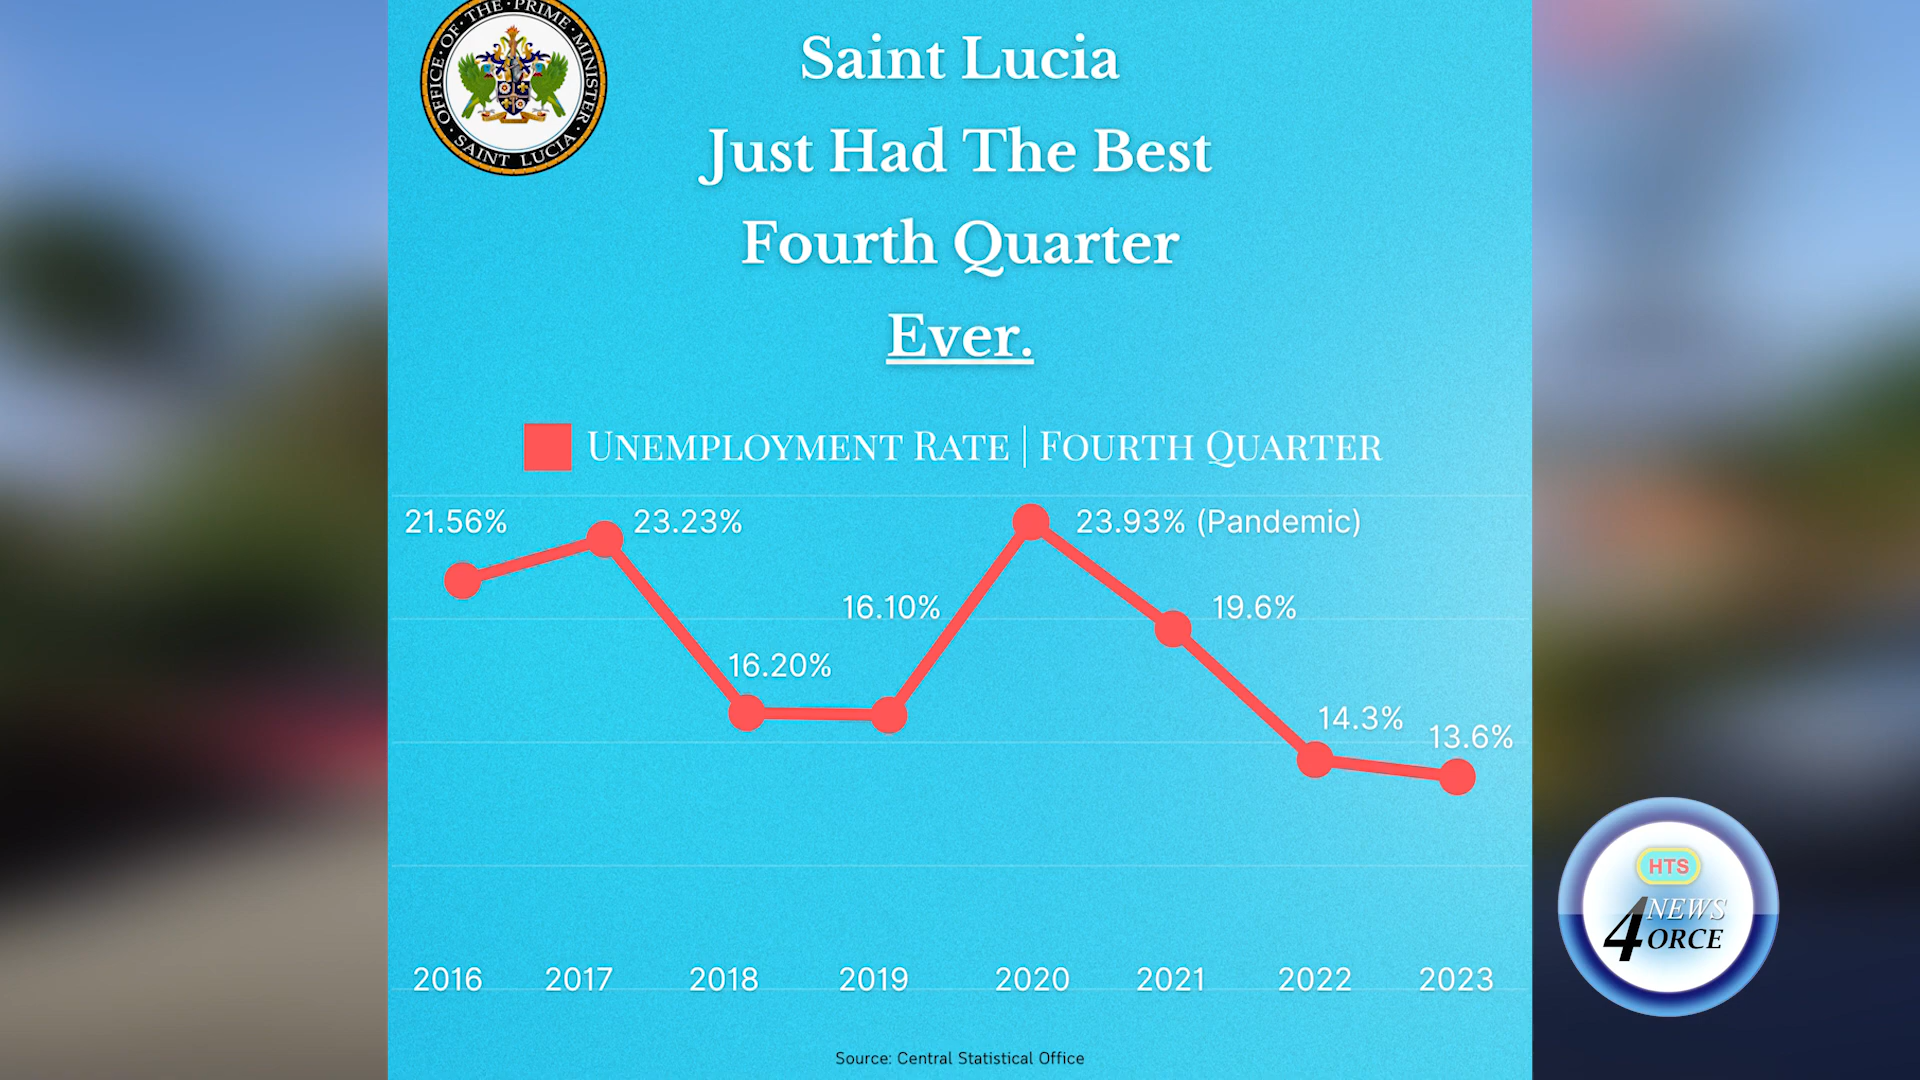 OFFICE · OF · THE · PRIME · MINISTER · SAINT LUCIA
Saint Lucia
Just Had The Best
Fourth Quarter
Ever.
Unemployment Rate | Fourth Quarter
21.56%
23.23%
16.20%
16.10%
23.93% (Pandemic)
19.6%
14.3%
13.6%
2016 2017 2018 2019 2020 2021 2022 2023
Source: Central Statistical Office
HTS
NEWS
4ORCE